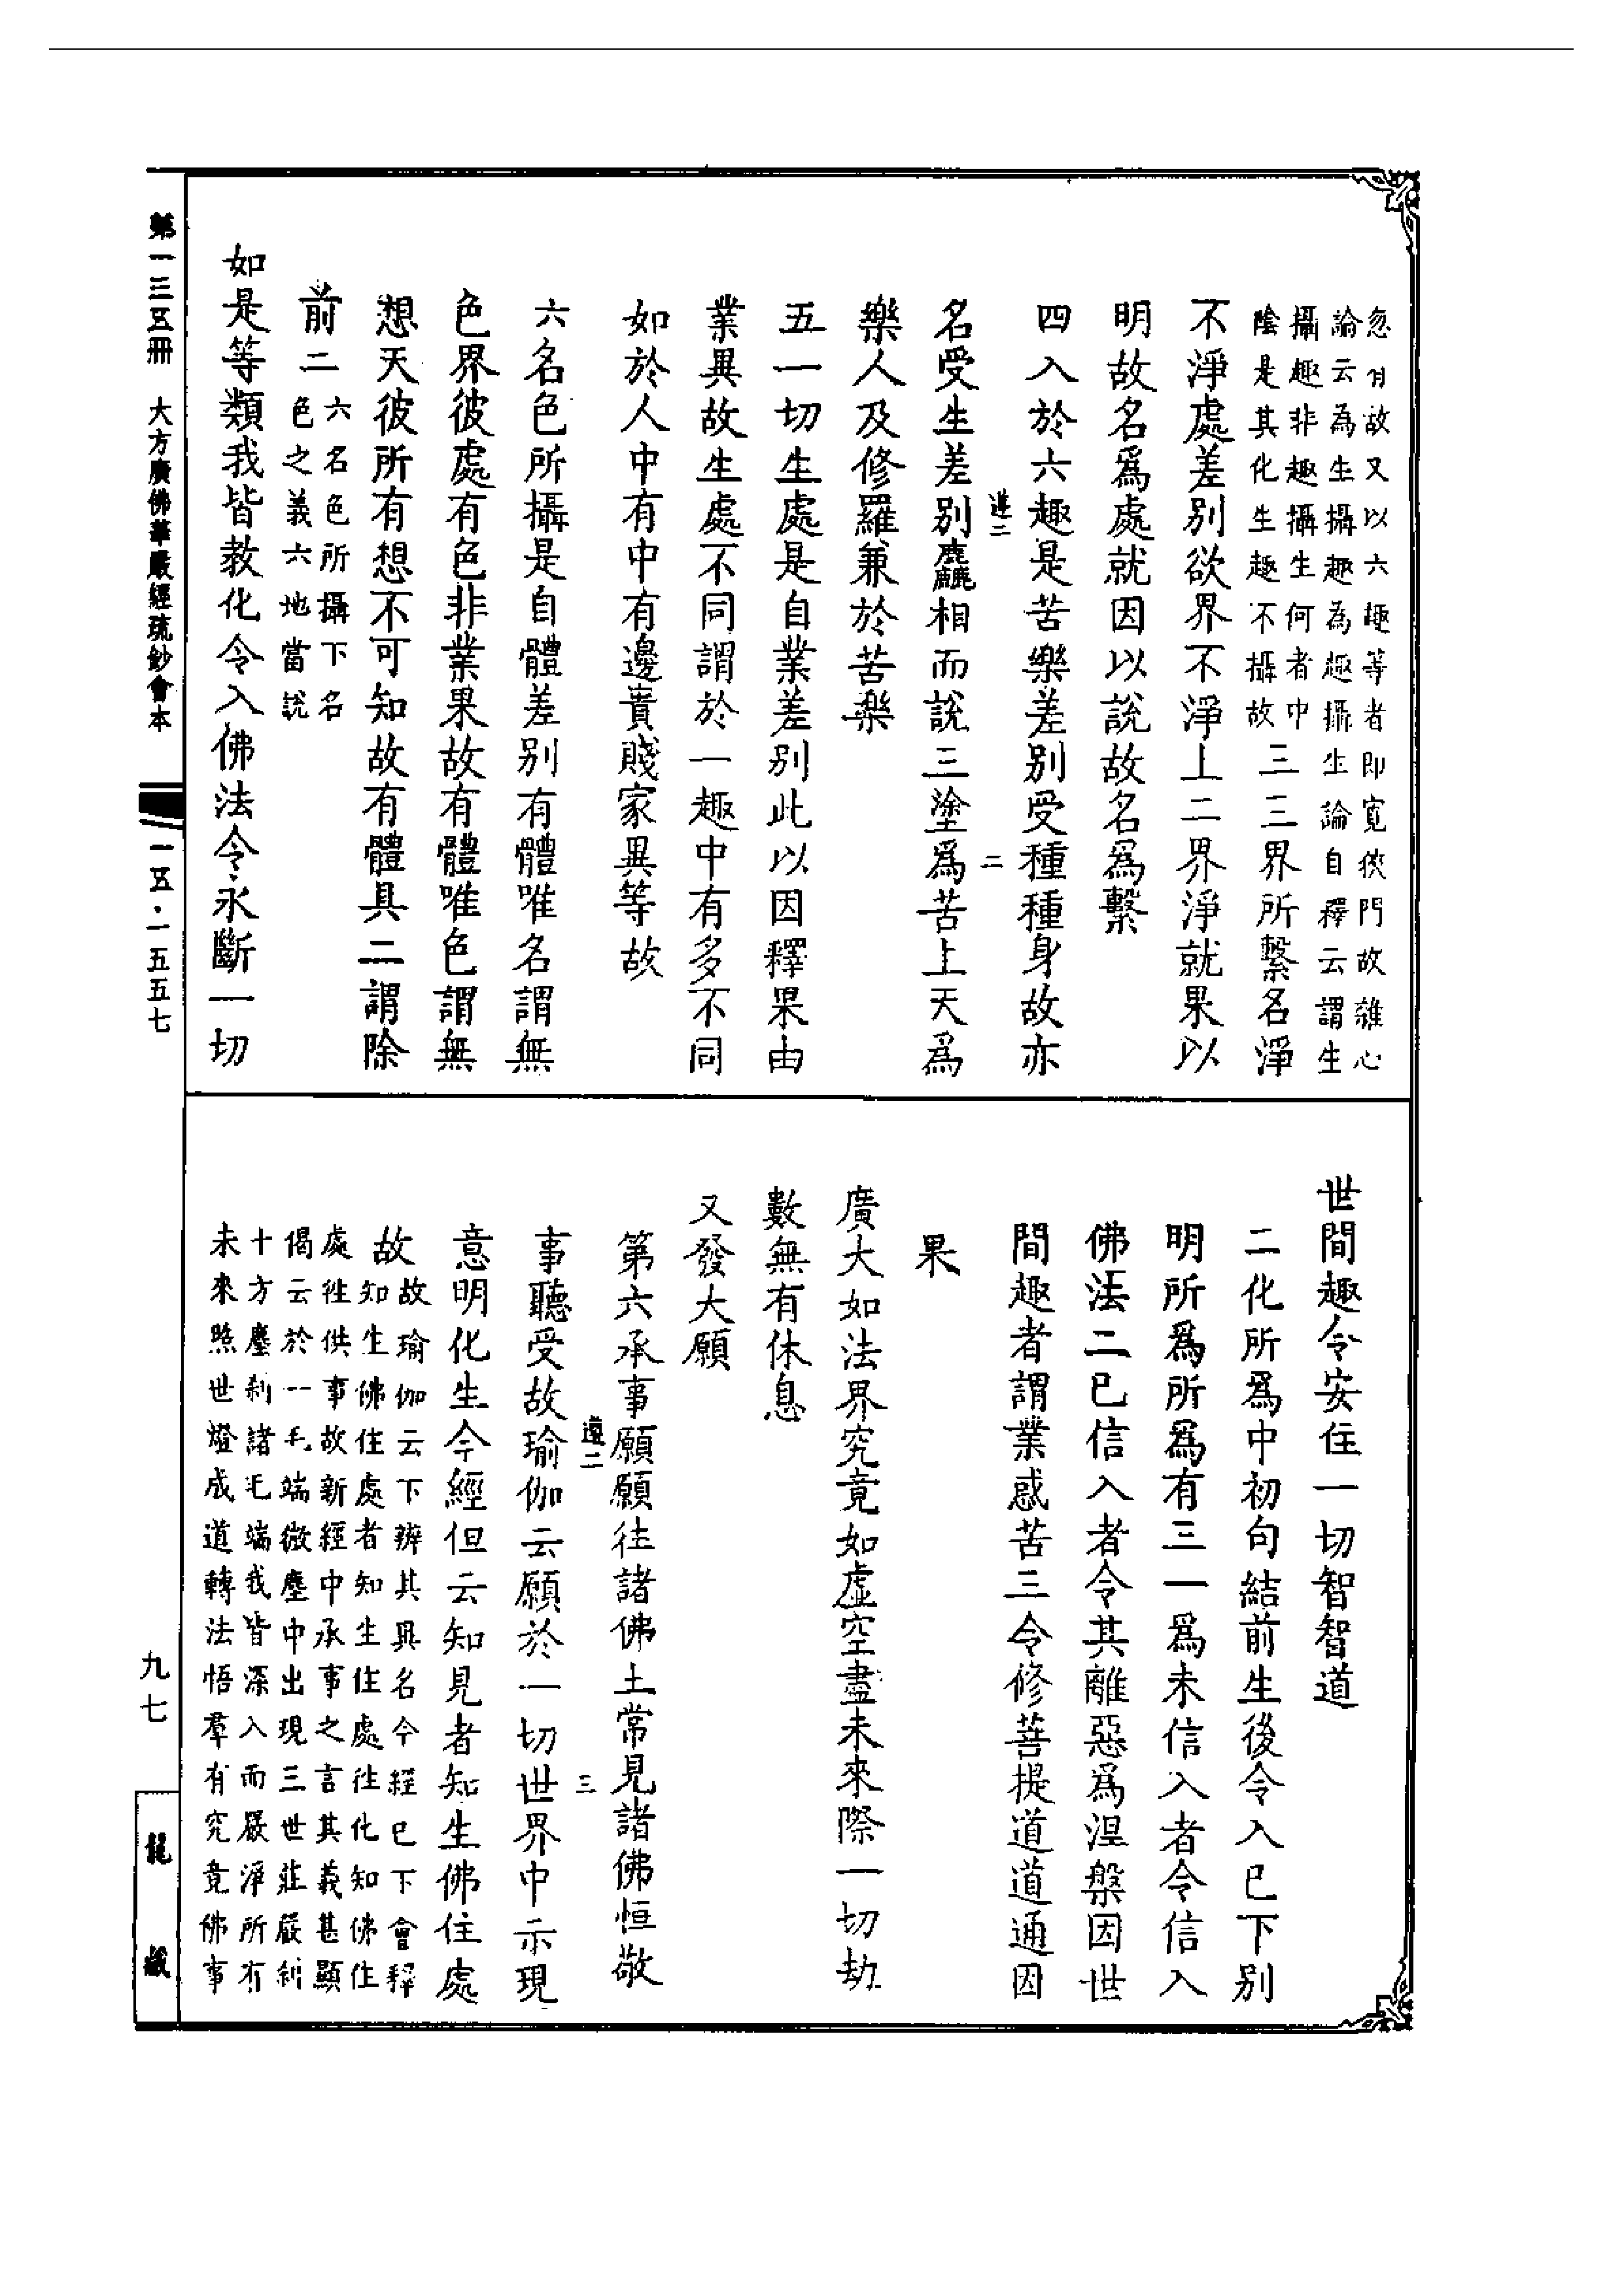 忽有故又以六趣等者即寬狹門故雜心
論云為生攝趣為趣攝生論自釋云謂生
攝趣非趣攝生何者中
陰是其化生趣不攝故
三三界所繫名淨
不淨處差別欲界不淨上二界淨就果以
明故名爲處就因以說故名爲繫
四入於六趣是苦樂差別受種種身故亦
遵二 二
名受生差別麤相而說三塗爲苦上天爲
樂人及修羅兼於苦樂
五一切生處是自業差別此以因釋果由
業異故生處不同謂於一趣中有多不同
如於人中有中有邊貴賤家異等故
六名色所攝是自體差別有體唯名謂無
色界彼處有色非業果故有體唯色謂無
想天彼所有想不可知故有體具二謂除
前二
六名色所攝下名
色之義六地當說
如是等類我皆教化令入佛法令永斷一切
世間趣令安住一切智智道
二化所爲中初句結前生後令入已下別
明所爲所爲有三一爲未信入者令信入
佛法二已信入者令其離惡爲涅槃因世
間趣者謂業惑苦三令修菩提道道通因
果
廣大如法界究竟如虛空盡未來際一切劫
數無有休息
又發大願
第六承事願願往諸佛土常見諸佛恒敬
遵二 三
事聽受故瑜伽云願於一切世界中示現
意明化生今經但云知見者知生佛住處
故
故瑜伽云下辨其異名今經已下會釋
知生佛住處者知生住處往化知佛住
處往供事故新經中承事之言其義甚顯
偈云於一毛端微塵中出現三世莊嚴剎
十方塵剎諸毛端我皆深入而嚴淨所有
未來照世燈成道轉法悟羣有究竟佛事
第一三五冊 大方廣佛華嚴經疏鈔會本 一五·一五五七
九七
龍藏